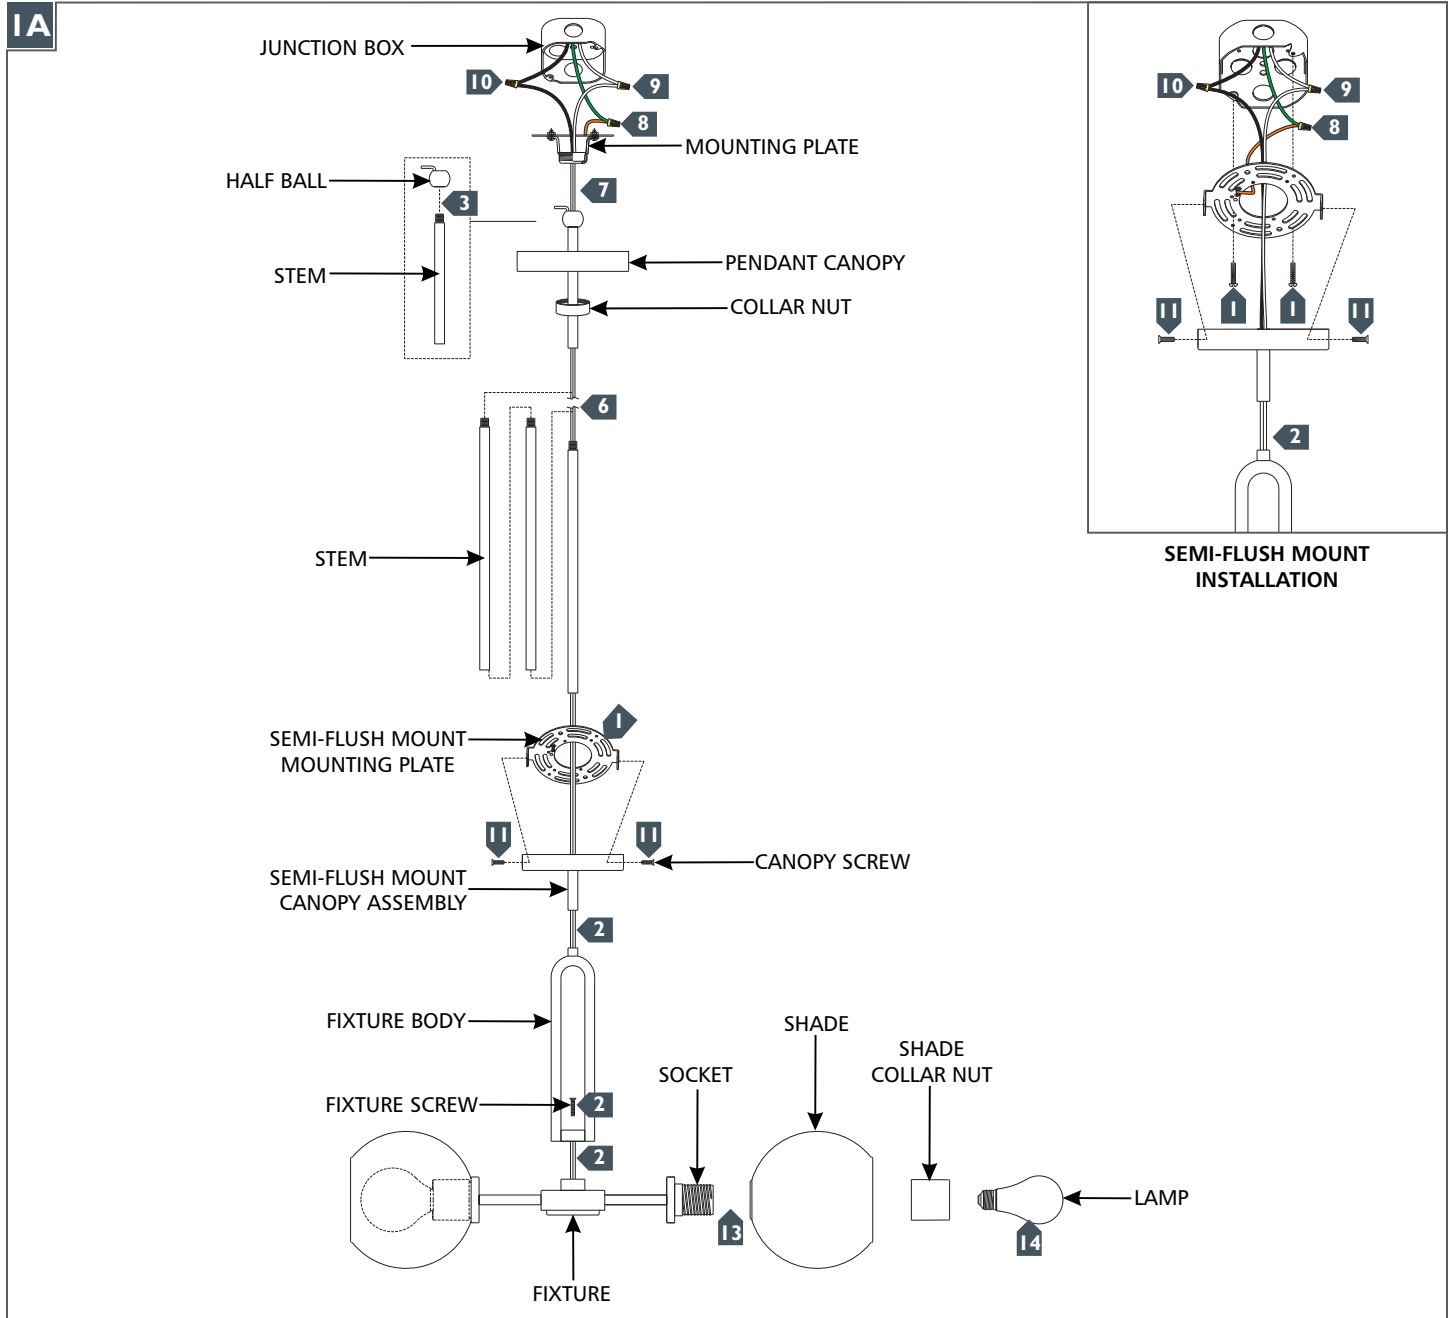 1A
JUNCTION BOX
10
9
8
MOUNTING PLATE
HALF BALL
3
7
STEM
PENDANT CANOPY
COLLAR NUT
6
STEM
SEMI-FLUSH MOUNT
MOUNTING PLATE
1
11
11
CANOPY SCREW
SEMI-FLUSH MOUNT
CANOPY ASSEMBLY
2
FIXTURE BODY
FIXTURE SCREW
2
2
SOCKET
SHADE
SHADE
COLLAR NUT
LAMP
13
14
FIXTURE
10
9
8
1
1
11
11
2
SEMI-FLUSH MOUNT
INSTALLATION